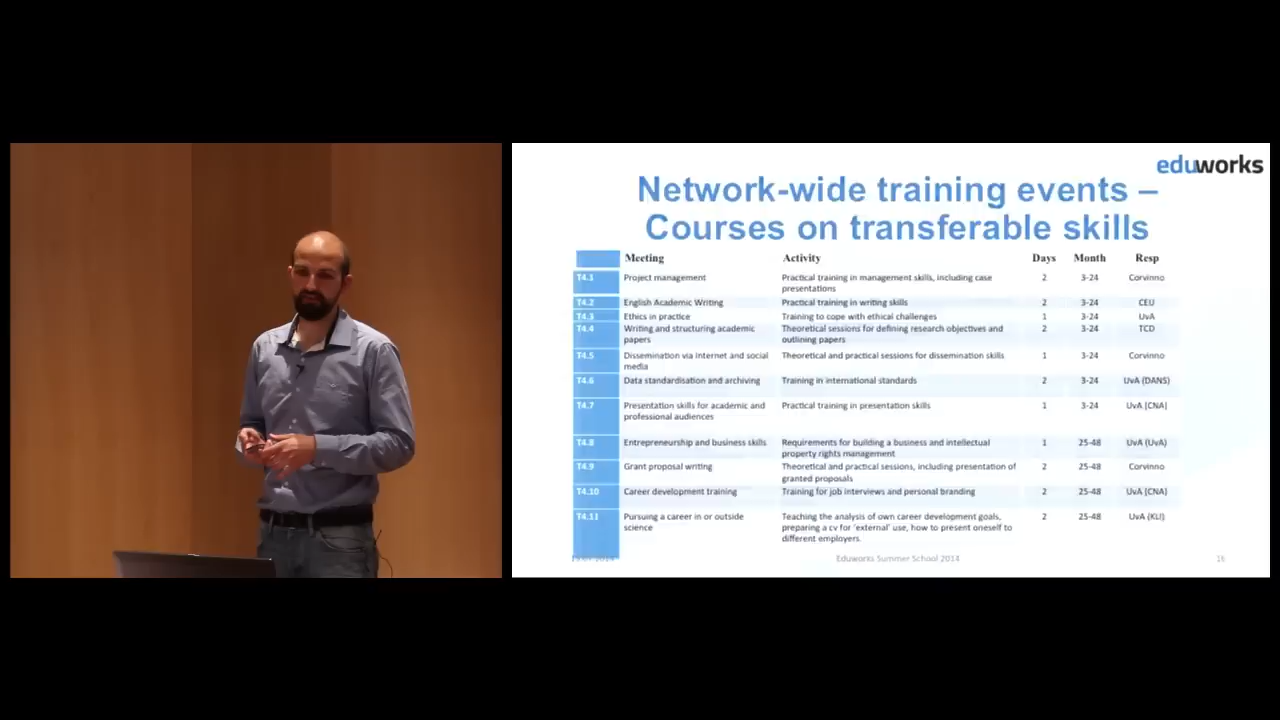 eduworks
Network-wide training events –
Courses on transferable skills
Meeting Activity Days Month Resp
T4.1 Project management Practical training in management skills, including case 2 3-24 Corvinno
presentations
T4.2 English Academic Writing Practical training in writing skills 2 3-24 CEU
T4.3 Ethics in practice Training to cope with ethical challenges 1 3-24 UvA
T4.4 Writing and structuring academic Theoretical sessions for defining research objectives and 2 3-24 TCD
papers outlining papers
T4.5 Dissemination via Internet and social Theoretical and practical sessions for dissemination skills 1 3-24 Corvinno
media
T4.6 Data standardisation and archiving Training in international standards 2 3-24 UvA (DANS)
T4.7 Presentation skills for academic and Practical training in presentation skills 1 3-24 UvA (CNA)
professional audiences
T4.8 Entrepreneurship and business skills Requirements for building a business and intellectual 1 25-48 UvA (UvA)
property rights management
T4.9 Grant proposal writing Theoretical and practical sessions, including presentation of 2 25-48 Corvinno
granted proposals
T4.10 Career development training Training for job interviews and personal branding 2 25-48 UvA (CNA)
T4.11 Pursuing a career in or outside Teaching the analysis of own career development goals, 2 25-48 UvA (KLI)
science preparing a cv for 'external' use, how to present oneself to
different employers.
Eduworks Summer School 2014 16